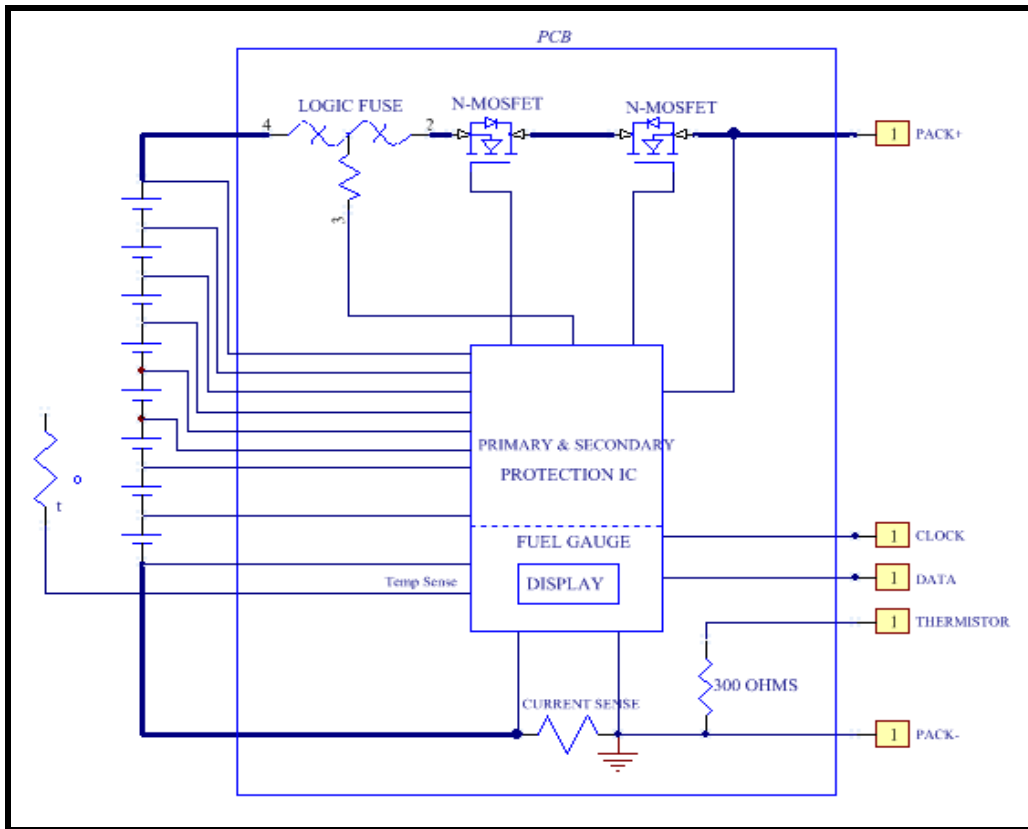 PCB
LOGIC FUSE
N-MOSFET
N-MOSFET
4
2
1
PACK+
3
PRIMARY & SECONDARY
PROTECTION IC
o
t
FUEL GAUGE
1
CLOCK
Temp Sense
DISPLAY
1
DATA
1
THERMISTOR
300 OHMS
CURRENT SENSE
1
PACK-